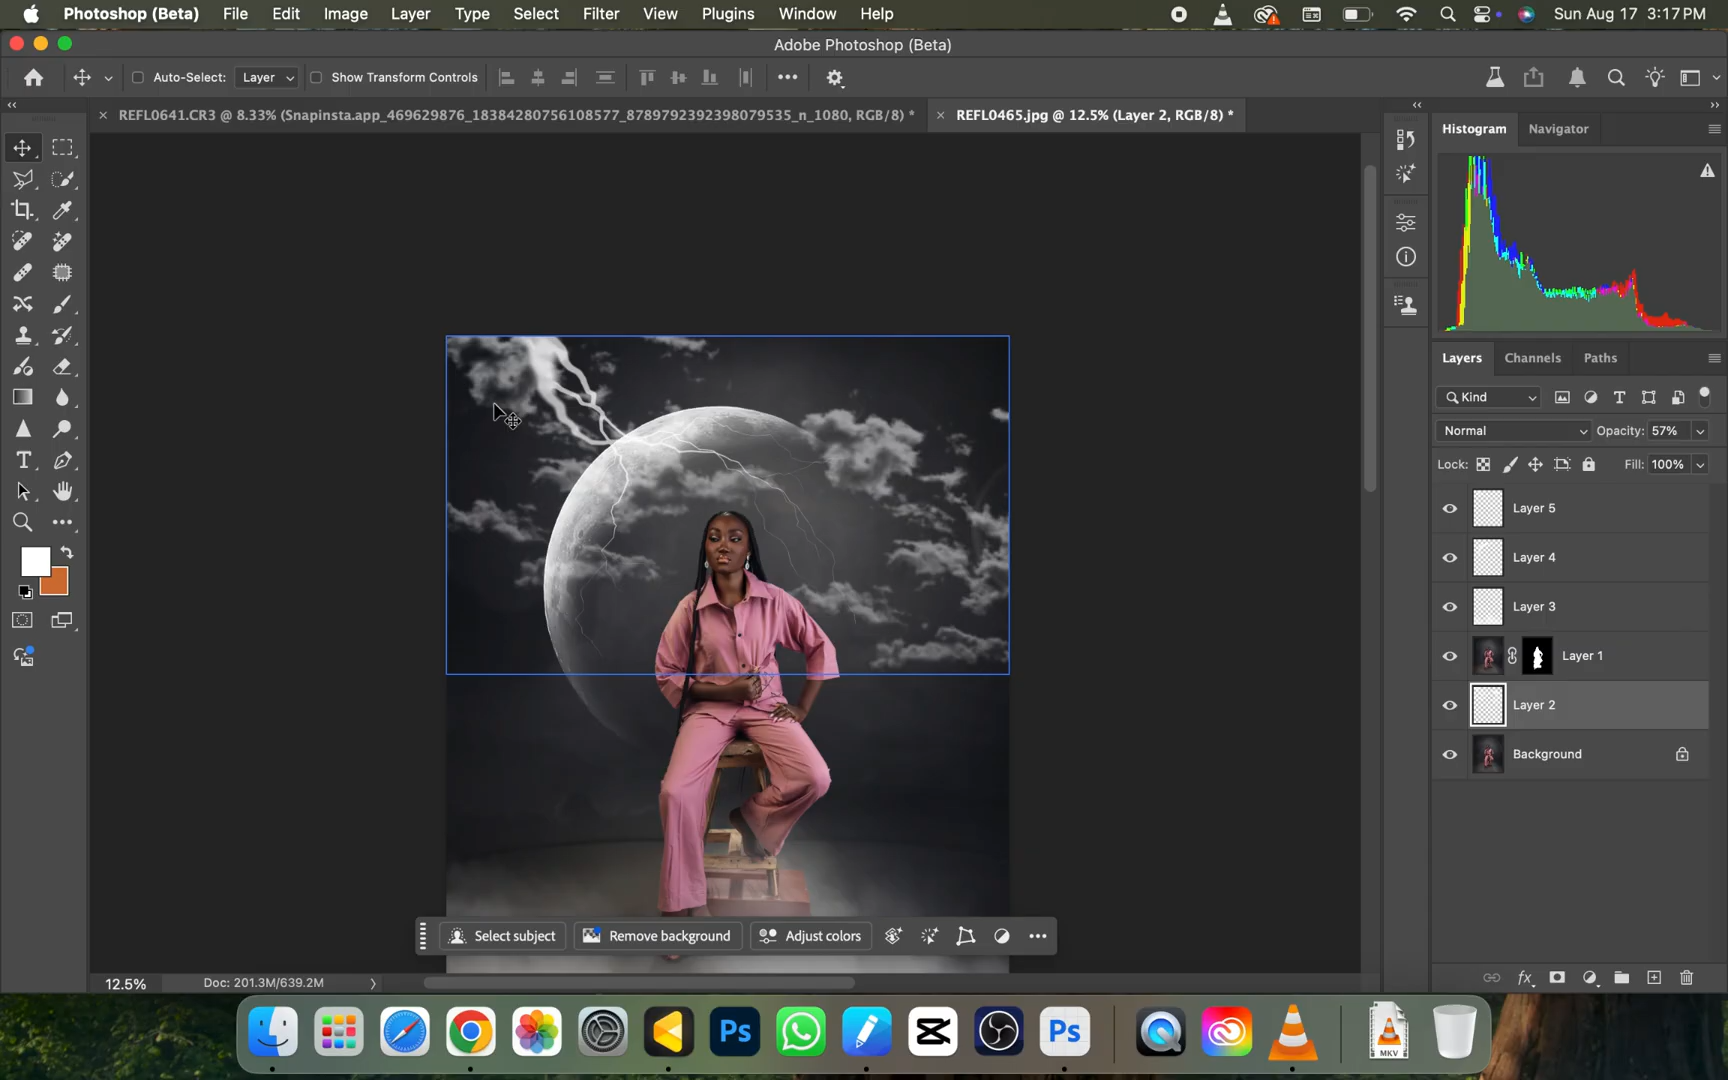 Photoshop (Beta) File Edit Image Layer Type Select Filter View Plugins Window Help Sun Aug 17 3:17 PM
Adobe Photoshop (Beta)
Auto-Select: Layer Show Transform Controls
REFL0641.CR3 @ 8.33% (Snapinsta.app_469629876_18384280756108577_8789792392398079535_n_1080, RGB/8) *
REFL0465.jpg @ 12.5% (Layer 2, RGB/8) *
Histogram Navigator
Layers Channels Paths
Kind
Normal Opacity: 57%
Lock: Fill: 100%
Layer 5
Layer 4
Layer 3
Layer 1
Layer 2
Background
Select subject Remove background Adjust colors
12.5% Doc: 201.3M/639.2M
fx
Ps
Ps
MKV